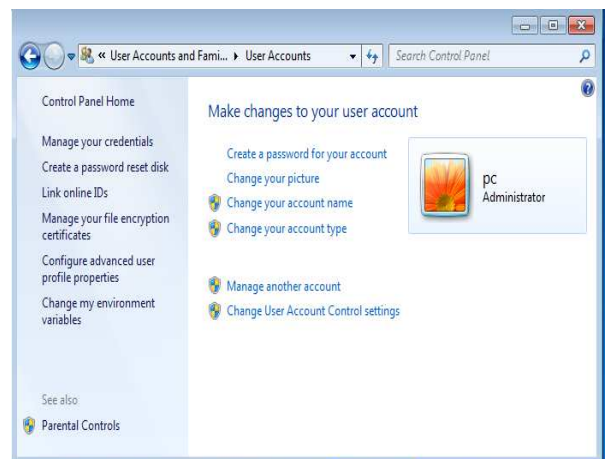 « User Accounts and Fami... ▸ User Accounts
Search Control Panel
Control Panel Home
Manage your credentials
Create a password reset disk
Link online IDs
Manage your file encryption
certificates
Configure advanced user
profile properties
Change my environment
variables
See also
Parental Controls
Make changes to your user account
Create a password for your account
Change your picture
Change your account name
Change your account type
Manage another account
Change User Account Control settings
pc
Administrator